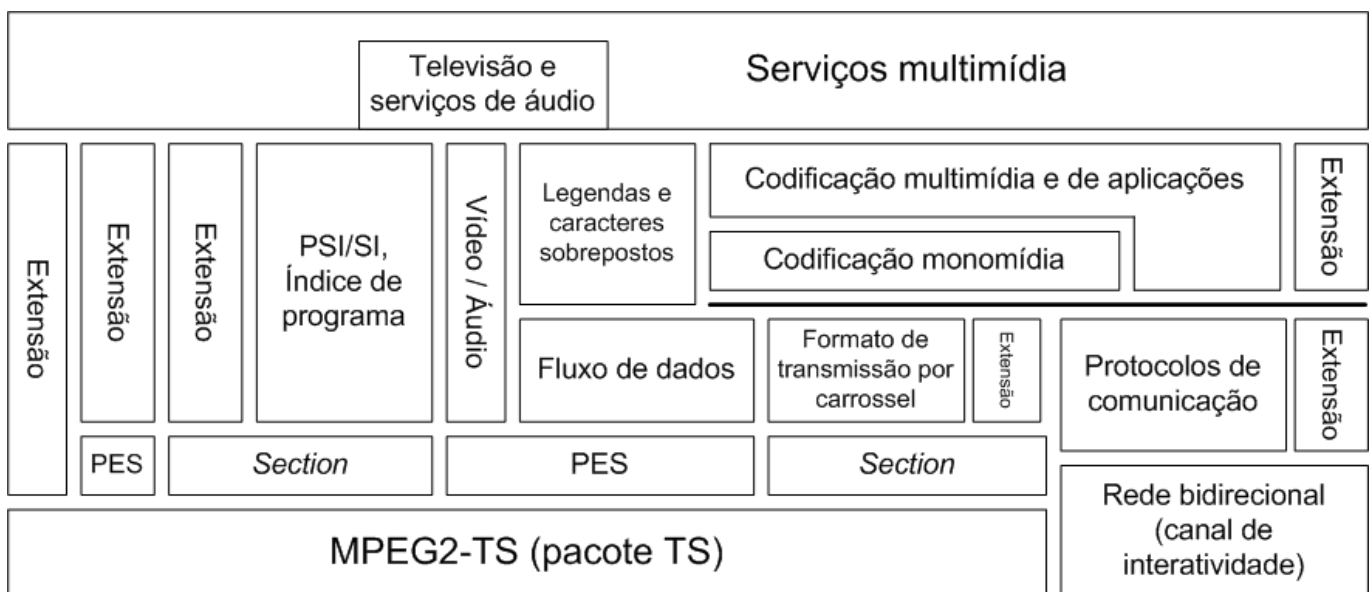 Televisão e
serviços de áudio
Serviços multimídia
Extensão
Extensão
Extensão
PSI/SI,
Índice de
programa
Vídeo / Áudio
Legendas e
caracteres
sobrepostos
Codificação multimídia e de aplicações
Codificação monomídia
Extensão
Fluxo de dados
Formato de
transmissão por
carrossel
Extensão
Protocolos de
comunicação
Extensão
PES
Section
PES
Section
MPEG2-TS (pacote TS)
Rede bidirecional
(canal de
interatividade)